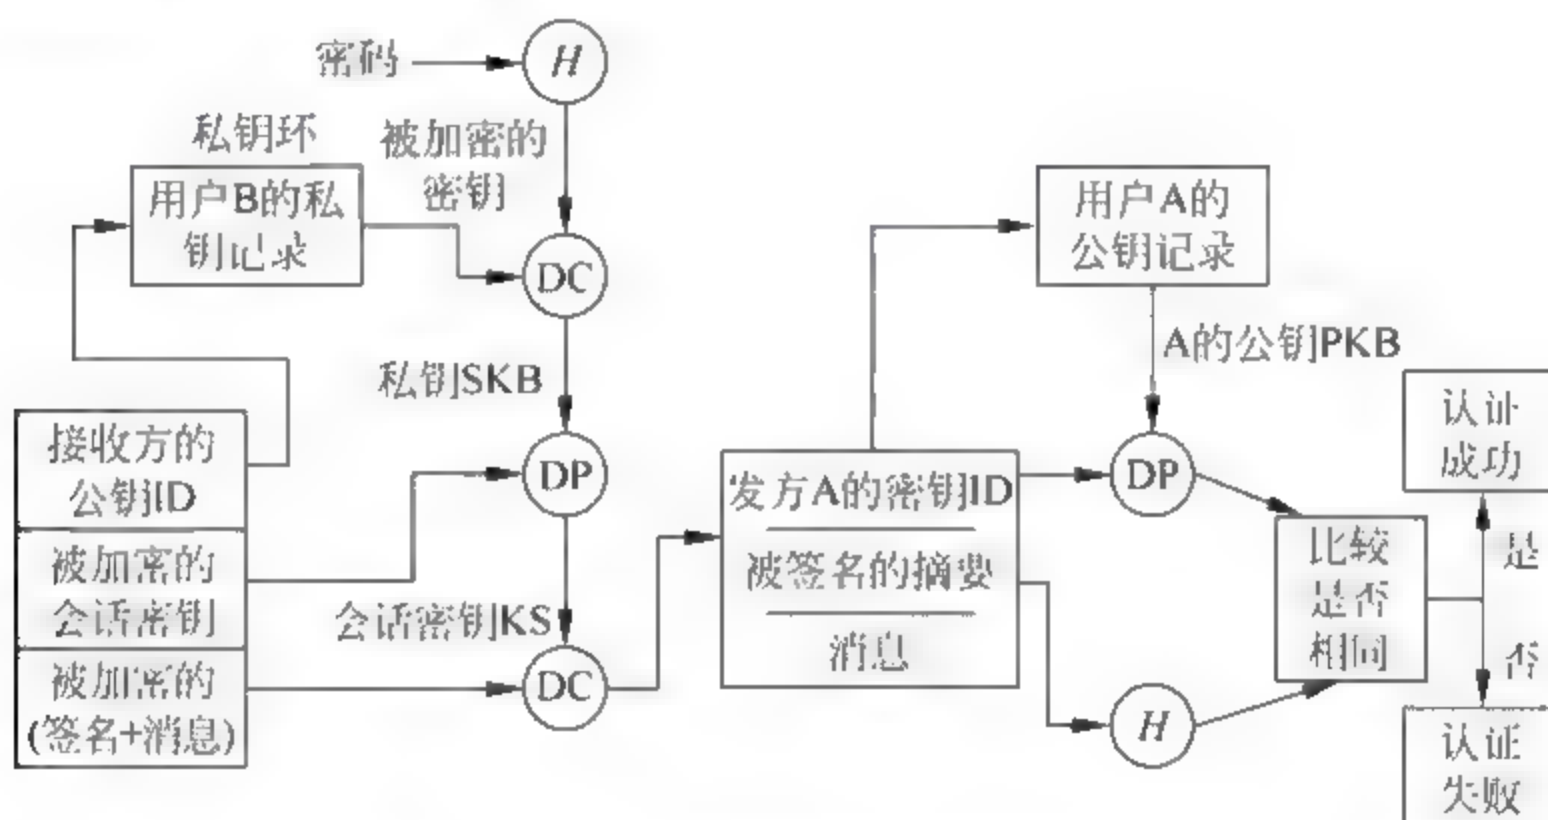 密码
H
私钥环
被加密的
密钥
用户B的私
钥记录
DC
私钥SKB
接收方的
公钥ID
DP
被加密的
会话密钥
会话密钥KS
被加密的
(签名+消息)
DC
用户A的
公钥记录
A的公钥PKB
发方A的密钥ID
被签名的摘要
消息
DP
H
比较
是否
相同
认证
成功
是
否
认证
失败